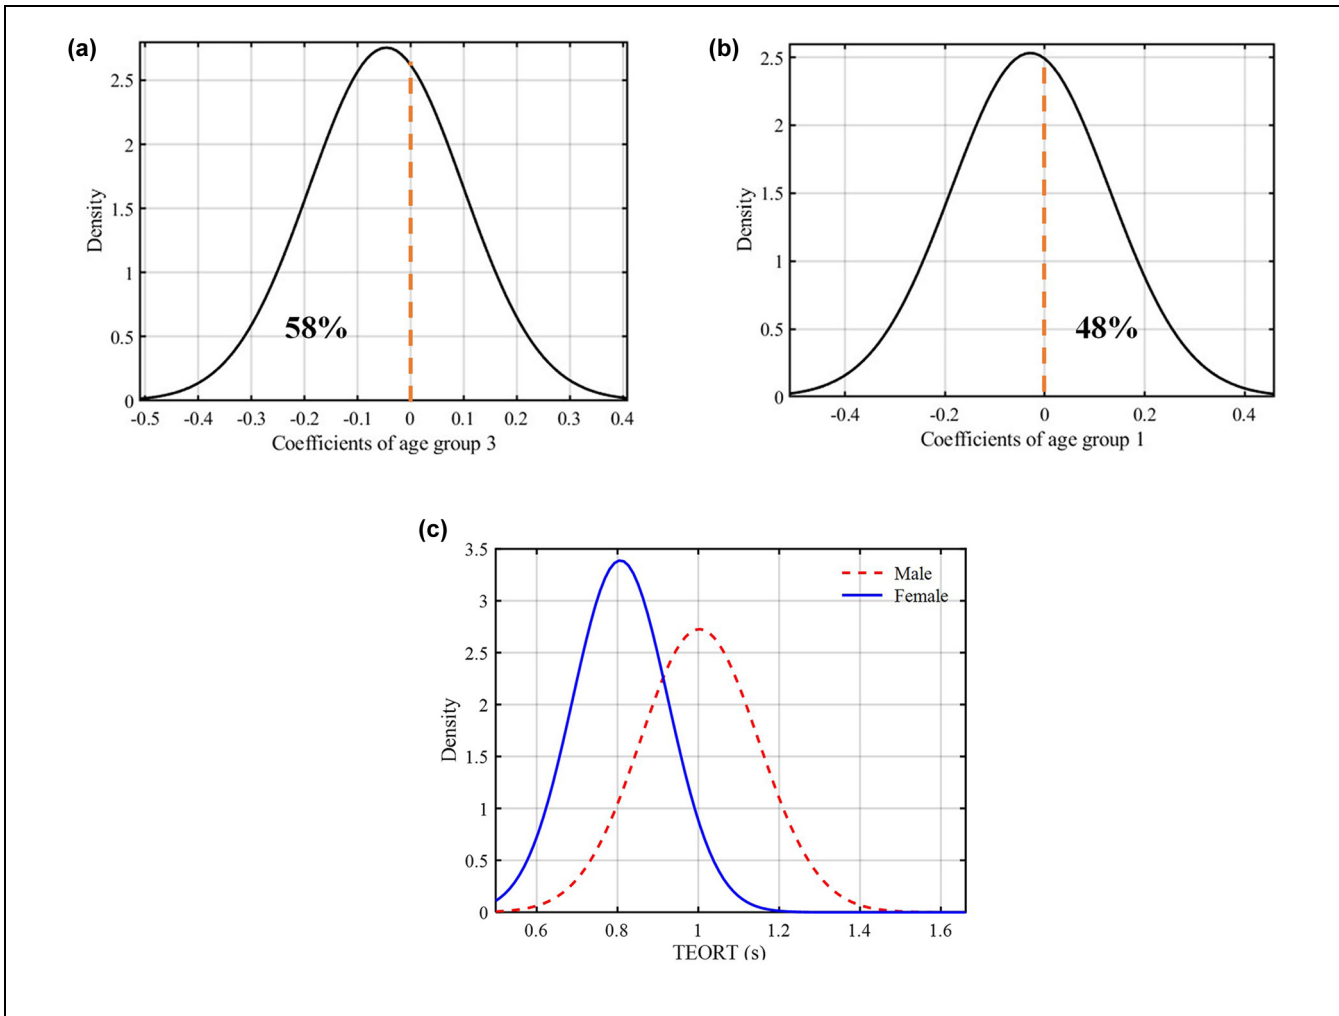 (a)
2.5
2
1.5
1
0.5
0
Density
58%
-0.5 -0.4 -0.3 -0.2 -0.1 0 0.1 0.2 0.3 0.4
Coefficients of age group 3
(b)
2.5
2
1.5
1
0.5
0
Density
48%
-0.4 -0.2 0 0.2 0.4
Coefficients of age group 1
(c)
3.5
3
2.5
2
1.5
1
0.5
0
Density
Male
Female
0.6 0.8 1 1.2 1.4 1.6
TEORT (s)